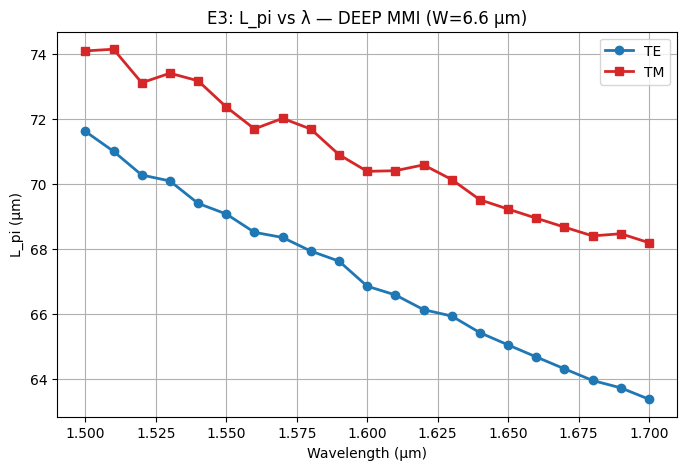 E3: L_pi vs λ — DEEP MMI (W=6.6 μm)
TE
TM
L_pi (μm)
74
72
70
68
66
64
1.500 1.525 1.550 1.575 1.600 1.625 1.650 1.675 1.700
Wavelength (μm)